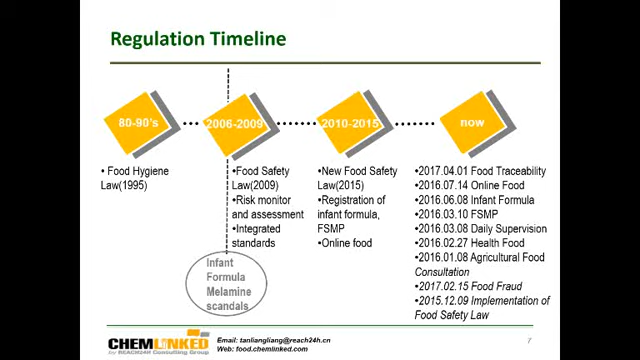 Regulation Timeline
80-90's
2006-2009
2010-2015
now
• Food Hygiene
Law(1995)
• Food Safety
Law(2009)
• Risk monitor
and assessment
• Integrated
standards
Infant
Formula
Melamine
scandals
• New Food Safety
Law(2015)
• Registration of
infant formula,
FSMP
• Online food
•2017.04.01 Food Traceability
•2016.07.14 Online Food
•2016.06.08 Infant Formula
•2016.03.10 FSMP
•2016.03.08 Daily Supervision
•2016.02.27 Health Food
•2016.01.08 Agricultural Food
Consultation
•2017.02.15 Food Fraud
•2015.12.09 Implementation of
Food Safety Law
CHEMLINKED
by REACH24H Consulting Group
Email: tanliangliang@reach24h.cn
Web: food.chemlinked.com
7